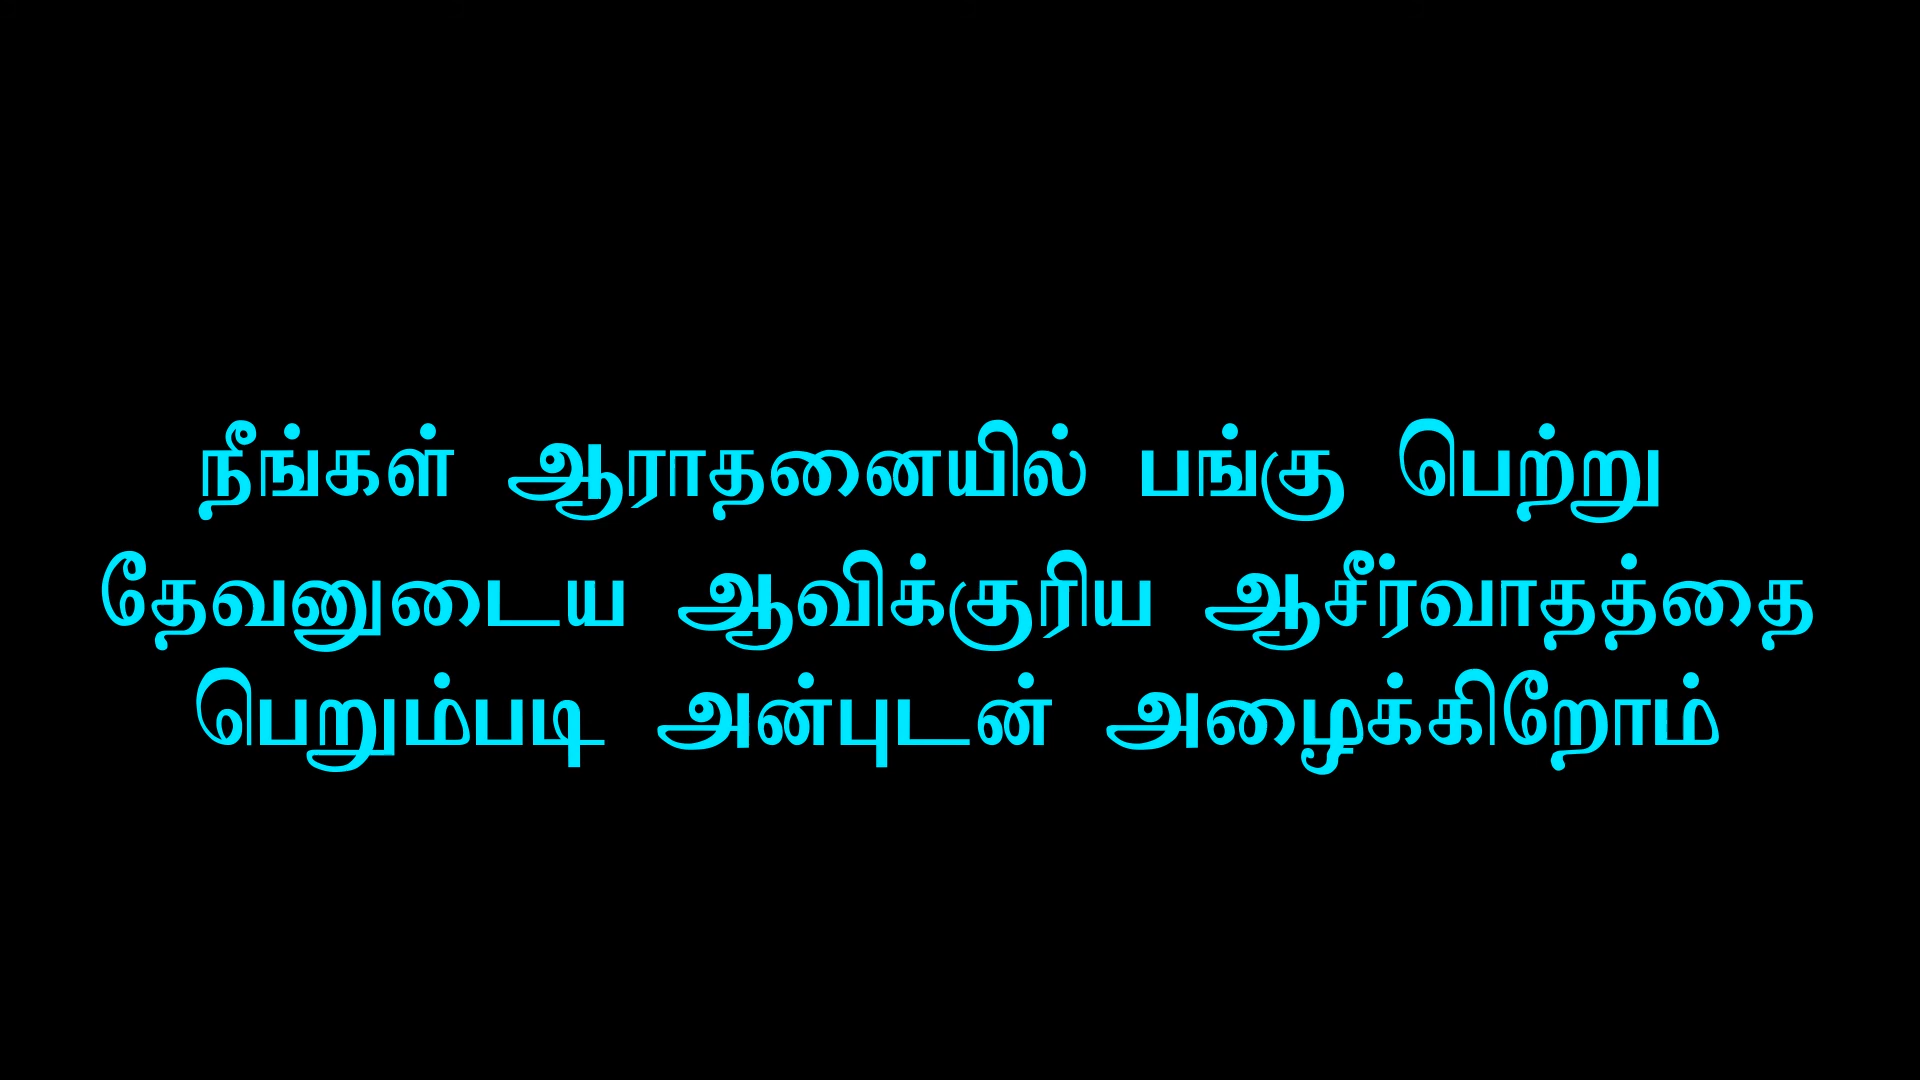 நீங்கள் ஆராதனையில் பங்கு பெற்று
தேவனுடைய ஆவிக்குரிய ஆசீர்வாதத்தை
பெறும்படி அன்புடன் அழைக்கிறோம்